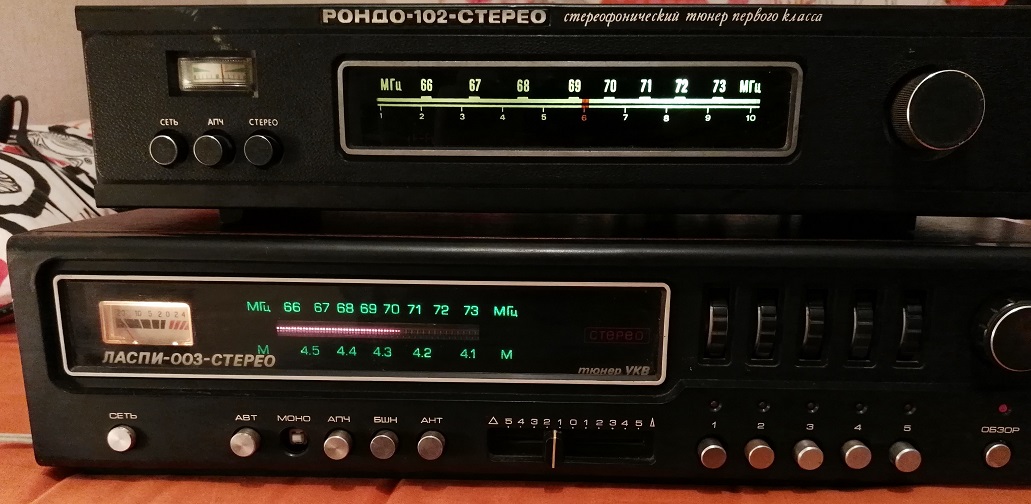 РОНДО-102-СТЕРЕО стереофонический тюнер первого класса
МГц 66 67 68 69 70 71 72 73 МГц
1 2 3 4 5 6 7 8 9 10
СЕТЬ АПЧ СТЕРЕО
МГц 66 67 68 69 70 71 72 73 МГц
СТЕРЕО
М 4.5 4.4 4.3 4.2 4.1 М
ЛАСПИ-003-СТЕРЕО
тюнер УКВ
СЕТЬ АВТ МОНО АПЧ БШН АНТ
5 4 3 2 1 0 1 2 3 4 5
1 2 3 4 5 ОБЗОР